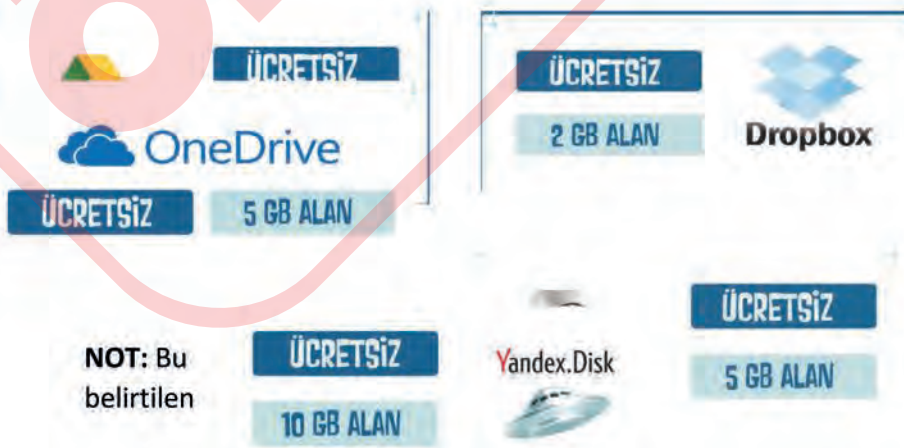 ÜCRETSİZ
OneDrive
ÜCRETSİZ
5 GB ALAN
ÜCRETSİZ
2 GB ALAN
Dropbox
NOT: Bu
belirtilen
ÜCRETSİZ
10 GB ALAN
Yandex.Disk
ÜCRETSİZ
5 GB ALAN